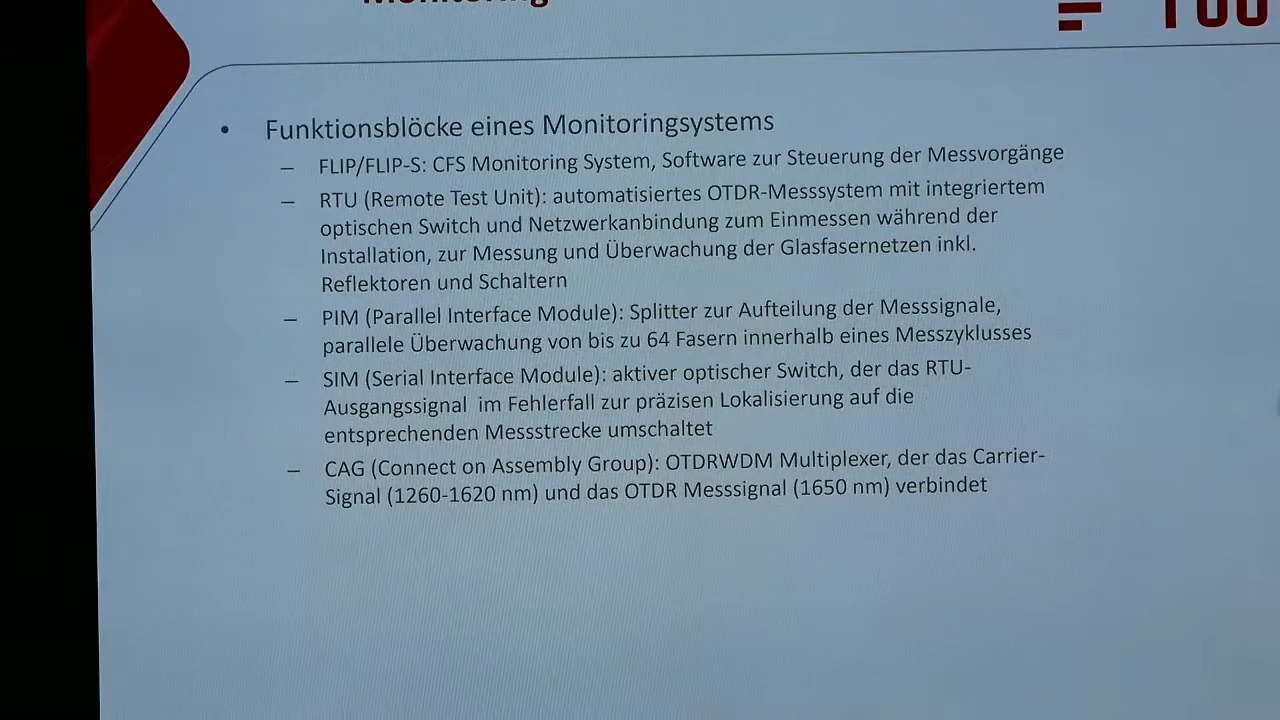 Monitoring
• Funktionsblöcke eines Monitoringsystems
– FLIP/FLIP-S: CFS Monitoring System, Software zur Steuerung der Messvorgänge
– RTU (Remote Test Unit): automatisiertes OTDR-Messsystem mit integriertem
optischen Switch und Netzwerkanbindung zum Einmessen während der
Installation, zur Messung und Überwachung der Glasfasernetzen inkl.
Reflektoren und Schaltern
– PIM (Parallel Interface Module): Splitter zur Aufteilung der Messsignale,
parallele Überwachung von bis zu 64 Fasern innerhalb eines Messzyklusses
– SIM (Serial Interface Module): aktiver optischer Switch, der das RTU-
Ausgangssignal im Fehlerfall zur präzisen Lokalisierung auf die
entsprechenden Messstrecke umschaltet
– CAG (Connect on Assembly Group): OTDRWDM Multiplexer, der das Carrier-
Signal (1260-1620 nm) und das OTDR Messsignal (1650 nm) verbindet